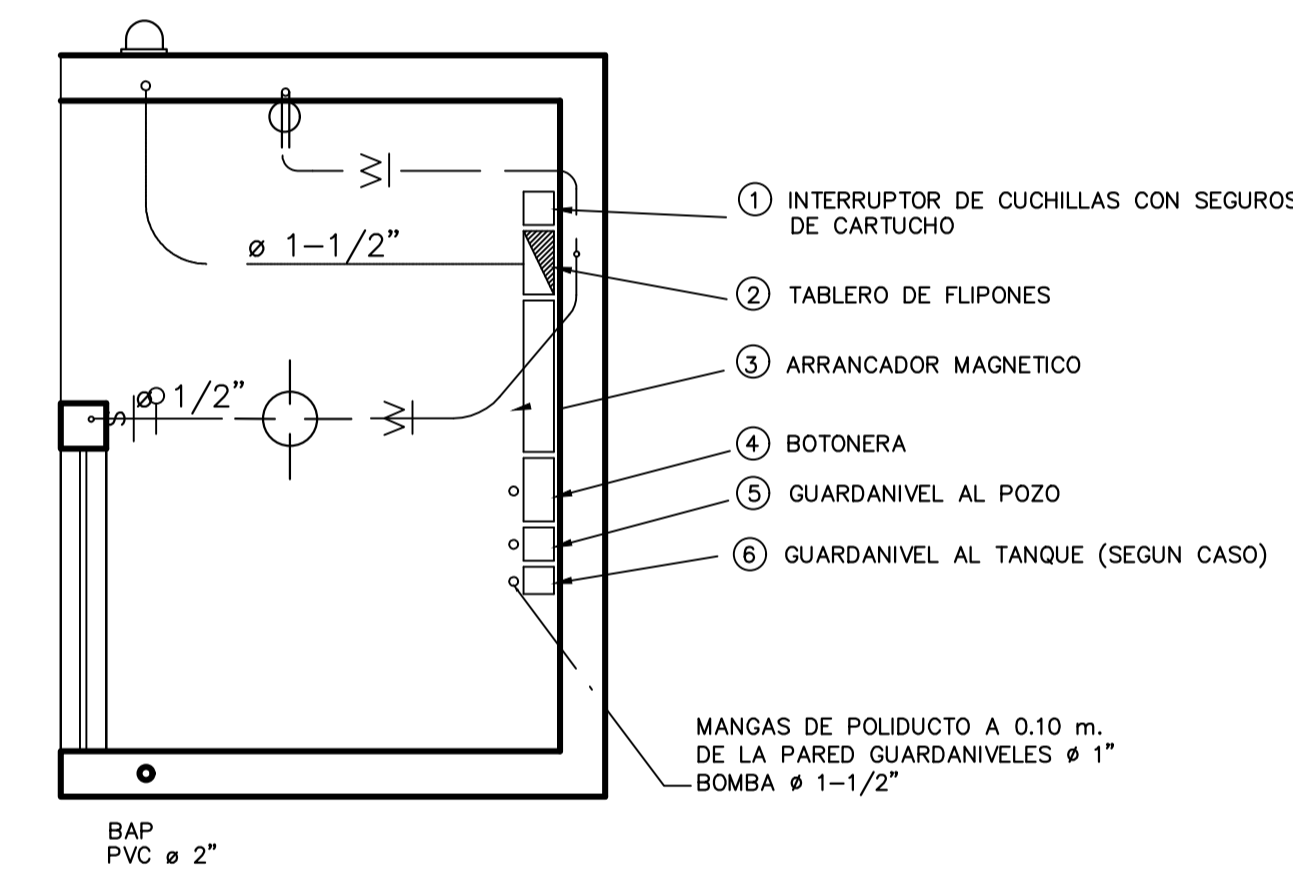 ① INTERRUPTOR DE CUCHILLAS CON SEGUROS
DE CARTUCHO
ø 1-1/2"
② TABLERO DE FLIPONES
③ ARRANCADOR MAGNETICO
S ø 1/2"
④ BOTONERA
⑤ GUARDANIVEL AL POZO
⑥ GUARDANIVEL AL TANQUE (SEGUN CASO)
MANGAS DE POLIDUCTO A 0.10 m.
DE LA PARED GUARDANIVELES ø 1"
BOMBA ø 1-1/2"
BAP
PVC ø 2"